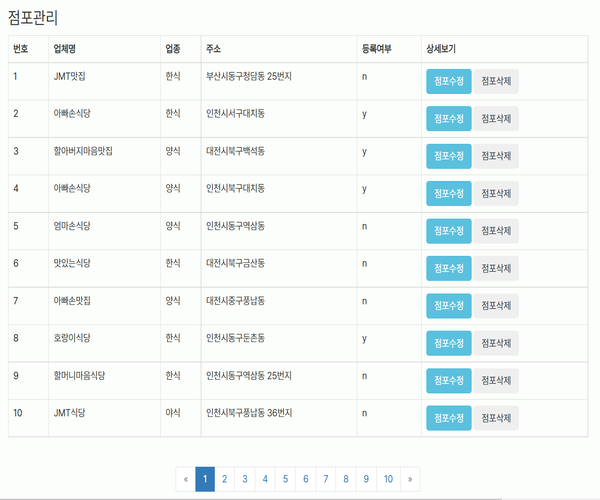 점포관리
번호 업체명 업종 주소 등록여부 상세보기
1 JMT맛집 한식 부산시동구청담동 25번지 n 점포수정 점포삭제
2 아빠손식당 한식 인천시서구대치동 y 점포수정 점포삭제
3 할아버지마음맛집 양식 대전시북구백석동 y 점포수정 점포삭제
4 아빠손식당 양식 인천시북구대치동 y 점포수정 점포삭제
5 엄마손식당 양식 인천시동구역삼동 n 점포수정 점포삭제
6 맛있는식당 한식 대전시북구금산동 n 점포수정 점포삭제
7 아빠손맛집 양식 대전시중구풍납동 n 점포수정 점포삭제
8 호랑이식당 한식 인천시동구둔촌동 y 점포수정 점포삭제
9 할머니마음식당 한식 인천시동구역삼동 25번지 n 점포수정 점포삭제
10 JMT식당 야식 인천시북구풍납동 36번지 n 점포수정 점포삭제
« 1 2 3 4 5 6 7 8 9 10 »